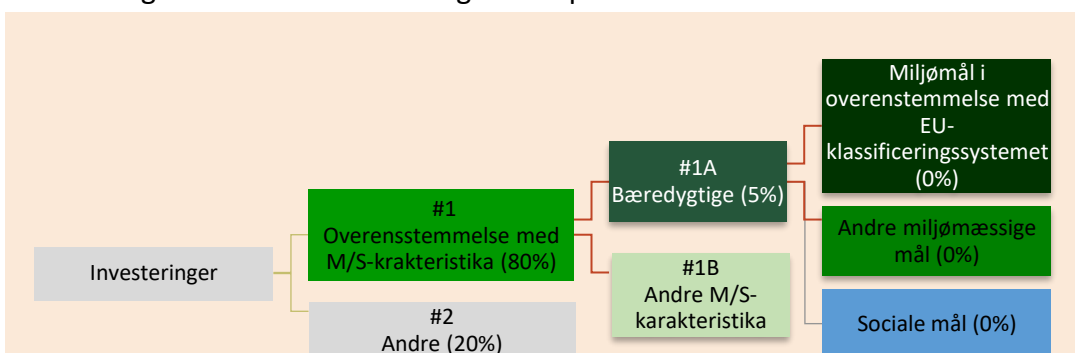 Miljømål i
overenstemmelse med
EU-
klassificeringssystemet
(0%)
#1A
Bæredygtige (5%)
#1
Overensstemmelse med
M/S-krakteristika (80%)
Andre miljømæssige
mål (0%)
Investeringer
#1B
Andre M/S-
karakteristika
#2
Andre (20%)
Sociale mål (0%)